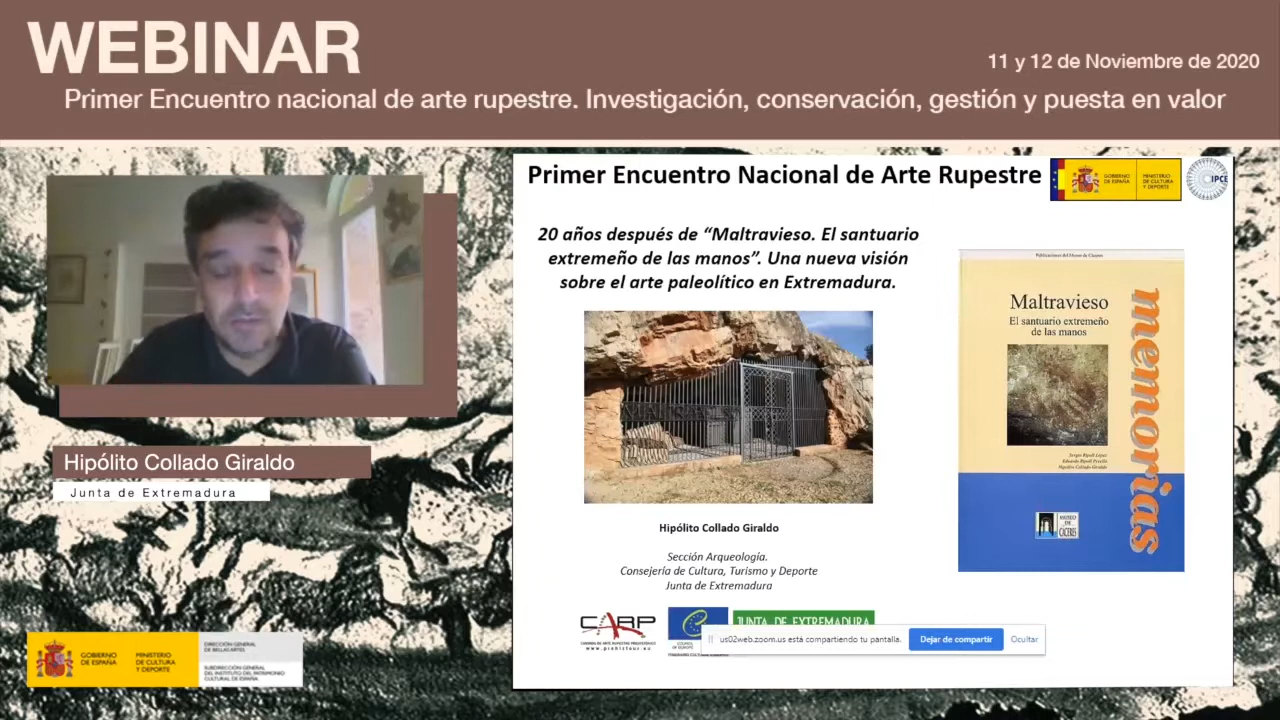 WEBINAR
11 y 12 de Noviembre de 2020
Primer Encuentro nacional de arte rupestre. Investigación, conservación, gestión y puesta en valor
Primer Encuentro Nacional de Arte Rupestre
GOBIERNO
DE ESPAÑA
MINISTERIO
DE CULTURA
Y DEPORTE
IPCE
20 años después de “Maltravieso. El santuario
extremeño de las manos”. Una nueva visión
sobre el arte paleolítico en Extremadura.
MALTRAVIESO
Publicaciones del Museo de Cáceres
Maltravieso
El santuario extremeño
de las manos
memorias
Sergio Ripoll López
Eduardo Ripoll Perelló
Hipólito Collado Giraldo
MUSEO
DE
CÁCERES
Hipólito Collado Giraldo
Junta de Extremadura
Hipólito Collado Giraldo
Sección Arqueología.
Consejería de Cultura, Turismo y Deporte
Junta de Extremadura
CARP
www.prehistour.eu
COUNCIL
OF EUROPE
JUNTA DE EXTREMADURA
us02web.zoom.us está compartiendo tu pantalla.
Dejar de compartir
Ocultar
GOBIERNO
DE ESPAÑA
MINISTERIO
DE CULTURA
Y DEPORTE
DIRECCIÓN GENERAL
DE BELLAS ARTES
SUBDIRECCIÓN GENERAL
DEL INSTITUTO DEL PATRIMONIO
CULTURAL DE ESPAÑA